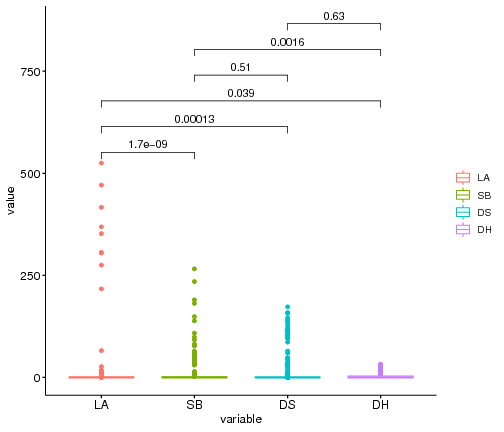 0.63
0.0016
0.51
0.039
0.00013
1.7e−09
750
500
250
0
value
LA
SB
DS
DH
variable
LA
SB
DS
DH